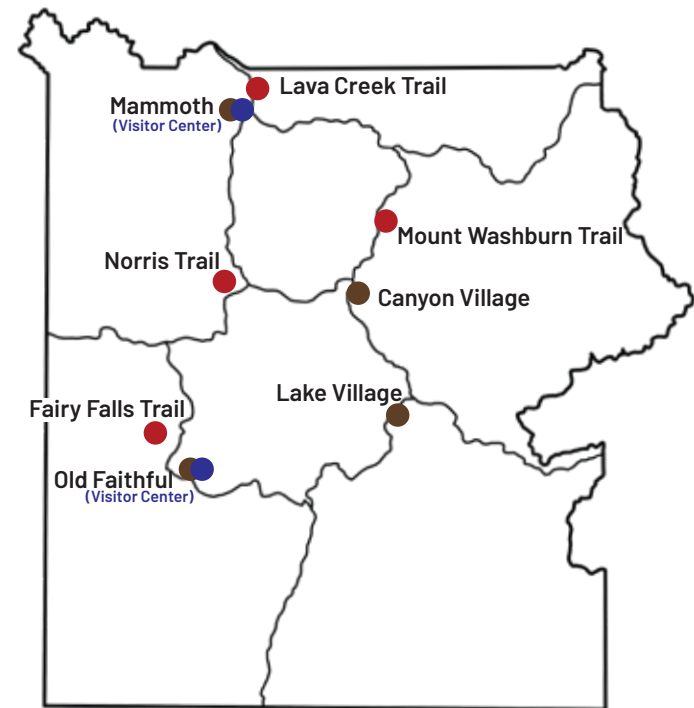 Lava Creek Trail
Mammoth
(Visitor Center)
Mount Washburn Trail
Norris Trail
Canyon Village
Lake Village
Fairy Falls Trail
Old Faithful
(Visitor Center)